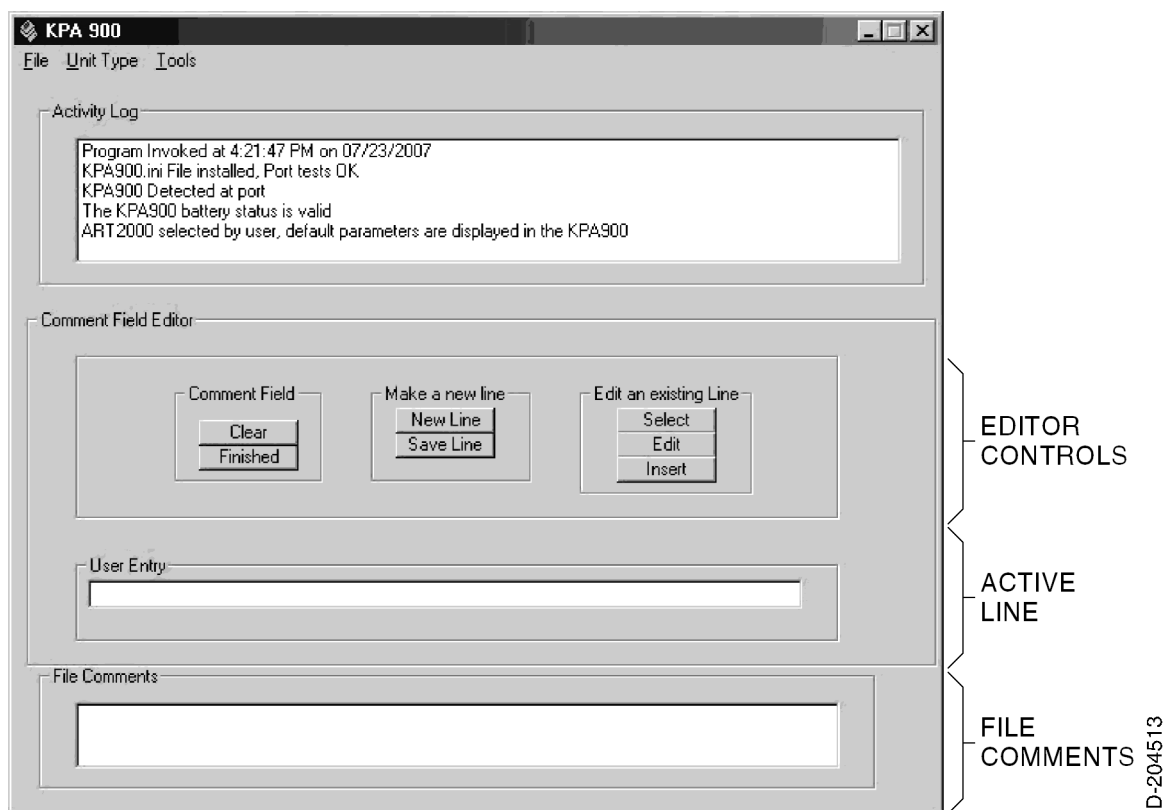 KPA 900
File Unit Type Tools
Activity Log
Program Invoked at 4:21:47 PM on 07/23/2007
KPA900.ini File installed, Port tests OK
KPA900 Detected at port
The KPA900 battery status is valid
ART2000 selected by user, default parameters are displayed in the KPA900
Comment Field Editor
Comment Field
Clear
Finished
Make a new line
New Line
Save Line
Edit an existing Line
Select
Edit
Insert
EDITOR
CONTROLS
User Entry
ACTIVE
LINE
File Comments
FILE
COMMENTS
D-204513